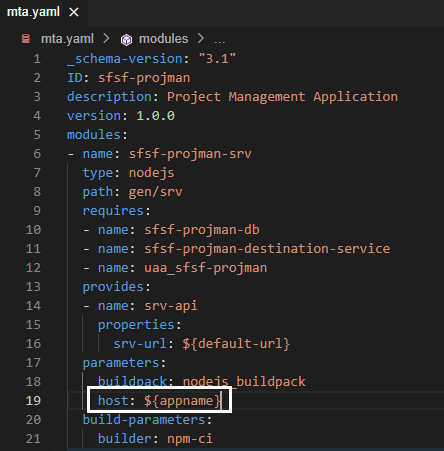 mta.yaml ×
mta.yaml > modules > ...
1 _schema-version: "3.1"
2 ID: sfsf-projman
3 description: Project Management Application
4 version: 1.0.0
5 modules:
6 - name: sfsf-projman-srv
7 type: nodejs
8 path: gen/srv
9 requires:
10 - name: sfsf-projman-db
11 - name: sfsf-projman-destination-service
12 - name: uaa_sfsf-projman
13 provides:
14 - name: srv-api
15 properties:
16 srv-url: ${default-url}
17 parameters:
18 buildpack: nodejs_buildpack
19 host: ${appname}
20 build-parameters:
21 builder: npm-ci